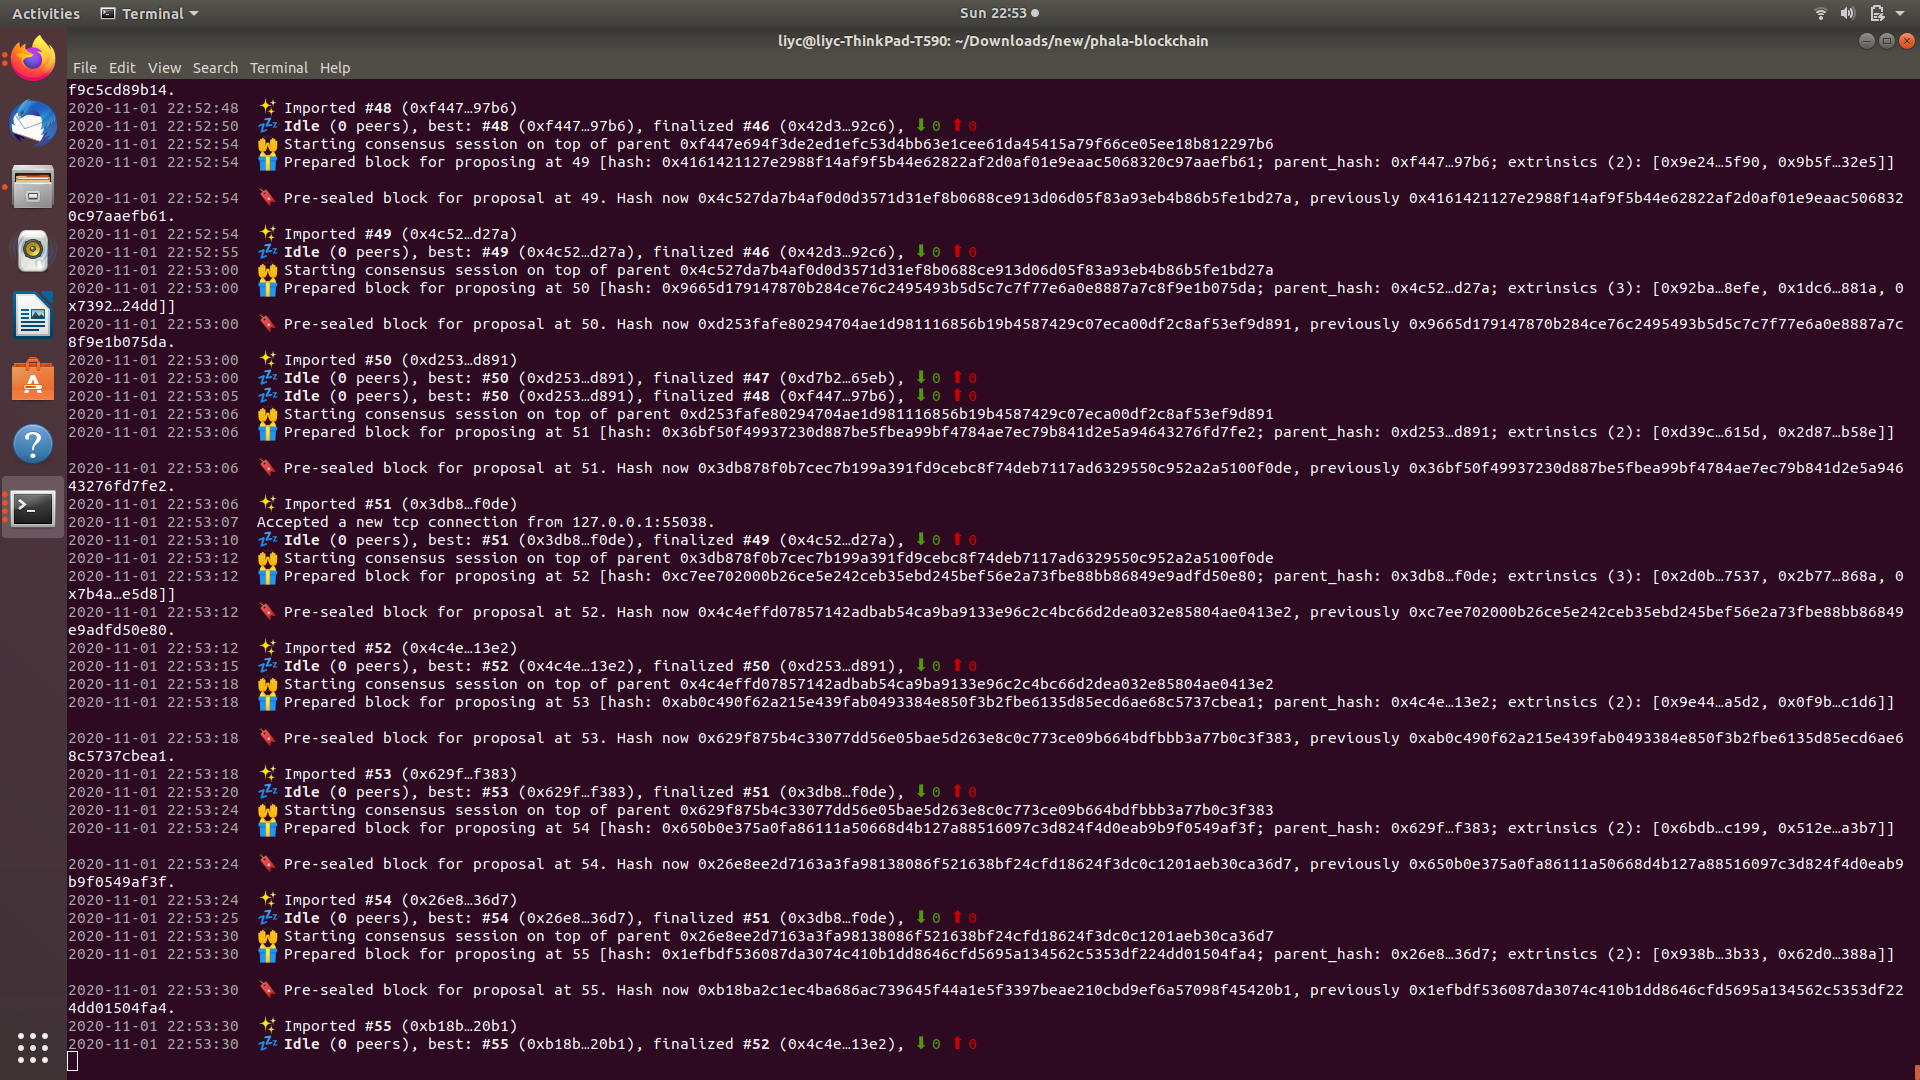 Activities Terminal Sun 22:53
liyc@liyc-ThinkPad-T590: ~/Downloads/new/phala-blockchain
File Edit View Search Terminal Help
f9c5cd89b14.
2020-11-01 22:52:48 ✨ Imported #48 (0xf447…97b6)
2020-11-01 22:52:50 💤 Idle (0 peers), best: #48 (0xf447…97b6), finalized #46 (0x42d3…92c6), ⬇ 0 ⬆ 0
2020-11-01 22:52:54 🙌 Starting consensus session on top of parent 0xf447e694f3de2ed1efc53d4bb63e1cee61da45415a79f66ce05ee18b812297b6
2020-11-01 22:52:54 🎁 Prepared block for proposing at 49 [hash: 0x4161421127e2988f14af9f5b44e62822af2d0af01e9eaac5068320c97aaefb61; parent_hash: 0xf447…97b6; extrinsics (2): [0x9e24…5f90, 0x9b5f…32e5]]
2020-11-01 22:52:54 🔖 Pre-sealed block for proposal at 49. Hash now 0x4c527da7b4af0d0d3571d31ef8b0688ce913d06d05f83a93eb4b86b5fe1bd27a, previously 0x4161421127e2988f14af9f5b44e62822af2d0af01e9eaac506832
0c97aaefb61.
2020-11-01 22:52:54 ✨ Imported #49 (0x4c52…d27a)
2020-11-01 22:52:55 💤 Idle (0 peers), best: #49 (0x4c52…d27a), finalized #46 (0x42d3…92c6), ⬇ 0 ⬆ 0
2020-11-01 22:53:00 🙌 Starting consensus session on top of parent 0x4c527da7b4af0d0d3571d31ef8b0688ce913d06d05f83a93eb4b86b5fe1bd27a
2020-11-01 22:53:00 🎁 Prepared block for proposing at 50 [hash: 0x9665d179147870b284ce76c2495493b5d5c7c7f77e6a0e8887a7c8f9e1b075da; parent_hash: 0x4c52…d27a; extrinsics (3): [0x92ba…8efe, 0x1dc6…881a, 0
x7392…24dd]]
2020-11-01 22:53:00 🔖 Pre-sealed block for proposal at 50. Hash now 0xd253fafe80294704ae1d981116856b19b4587429c07eca00df2c8af53ef9d891, previously 0x9665d179147870b284ce76c2495493b5d5c7c7f77e6a0e8887a7c
8f9e1b075da.
2020-11-01 22:53:00 ✨ Imported #50 (0xd253…d891)
2020-11-01 22:53:00 💤 Idle (0 peers), best: #50 (0xd253…d891), finalized #47 (0xd7b2…65eb), ⬇ 0 ⬆ 0
2020-11-01 22:53:05 💤 Idle (0 peers), best: #50 (0xd253…d891), finalized #48 (0xf447…97b6), ⬇ 0 ⬆ 0
2020-11-01 22:53:06 🙌 Starting consensus session on top of parent 0xd253fafe80294704ae1d981116856b19b4587429c07eca00df2c8af53ef9d891
2020-11-01 22:53:06 🎁 Prepared block for proposing at 51 [hash: 0x36bf50f49937230d887be5fbea99bf4784ae7ec79b841d2e5a94643276fd7fe2; parent_hash: 0xd253…d891; extrinsics (2): [0xd39c…615d, 0x2d87…b58e]]
2020-11-01 22:53:06 🔖 Pre-sealed block for proposal at 51. Hash now 0x3db878f0b7cec7b199a391fd9cebc8f74deb7117ad6329550c952a2a5100f0de, previously 0x36bf50f49937230d887be5fbea99bf4784ae7ec79b841d2e5a946
43276fd7fe2.
2020-11-01 22:53:06 ✨ Imported #51 (0x3db8…f0de)
2020-11-01 22:53:07 Accepted a new tcp connection from 127.0.0.1:55038.
2020-11-01 22:53:10 💤 Idle (0 peers), best: #51 (0x3db8…f0de), finalized #49 (0x4c52…d27a), ⬇ 0 ⬆ 0
2020-11-01 22:53:12 🙌 Starting consensus session on top of parent 0x3db878f0b7cec7b199a391fd9cebc8f74deb7117ad6329550c952a2a5100f0de
2020-11-01 22:53:12 🎁 Prepared block for proposing at 52 [hash: 0xc7ee702000b26ce5e242ceb35ebd245bef56e2a73fbe88bb86849e9adfd50e80; parent_hash: 0x3db8…f0de; extrinsics (3): [0x2d0b…7537, 0x2b77…868a, 0
x7b4a…e5d8]]
2020-11-01 22:53:12 🔖 Pre-sealed block for proposal at 52. Hash now 0x4c4effd07857142adbab54ca9ba9133e96c2c4bc66d2dea032e85804ae0413e2, previously 0xc7ee702000b26ce5e242ceb35ebd245bef56e2a73fbe88bb86849
e9adfd50e80.
2020-11-01 22:53:12 ✨ Imported #52 (0x4c4e…13e2)
2020-11-01 22:53:15 💤 Idle (0 peers), best: #52 (0x4c4e…13e2), finalized #50 (0xd253…d891), ⬇ 0 ⬆ 0
2020-11-01 22:53:18 🙌 Starting consensus session on top of parent 0x4c4effd07857142adbab54ca9ba9133e96c2c4bc66d2dea032e85804ae0413e2
2020-11-01 22:53:18 🎁 Prepared block for proposing at 53 [hash: 0xab0c490f62a215e439fab0493384e850f3b2fbe6135d85ecd6ae68c5737cbea1; parent_hash: 0x4c4e…13e2; extrinsics (2): [0x9e44…a5d2, 0x0f9b…c1d6]]
2020-11-01 22:53:18 🔖 Pre-sealed block for proposal at 53. Hash now 0x629f875b4c33077dd56e05bae5d263e8c0c773ce09b664bdfbbb3a77b0c3f383, previously 0xab0c490f62a215e439fab0493384e850f3b2fbe6135d85ecd6ae6
8c5737cbea1.
2020-11-01 22:53:18 ✨ Imported #53 (0x629f…f383)
2020-11-01 22:53:20 💤 Idle (0 peers), best: #53 (0x629f…f383), finalized #51 (0x3db8…f0de), ⬇ 0 ⬆ 0
2020-11-01 22:53:24 🙌 Starting consensus session on top of parent 0x629f875b4c33077dd56e05bae5d263e8c0c773ce09b664bdfbbb3a77b0c3f383
2020-11-01 22:53:24 🎁 Prepared block for proposing at 54 [hash: 0x650b0e375a0fa86111a50668d4b127a88516097c3d824f4d0eab9b9f0549af3f; parent_hash: 0x629f…f383; extrinsics (2): [0x6bdb…c199, 0x512e…a3b7]]
2020-11-01 22:53:24 🔖 Pre-sealed block for proposal at 54. Hash now 0x26e8ee2d7163a3fa98138086f521638bf24cfd18624f3dc0c1201aeb30ca36d7, previously 0x650b0e375a0fa86111a50668d4b127a88516097c3d824f4d0eab9
b9f0549af3f.
2020-11-01 22:53:24 ✨ Imported #54 (0x26e8…36d7)
2020-11-01 22:53:25 💤 Idle (0 peers), best: #54 (0x26e8…36d7), finalized #51 (0x3db8…f0de), ⬇ 0 ⬆ 0
2020-11-01 22:53:30 🙌 Starting consensus session on top of parent 0x26e8ee2d7163a3fa98138086f521638bf24cfd18624f3dc0c1201aeb30ca36d7
2020-11-01 22:53:30 🎁 Prepared block for proposing at 55 [hash: 0x1efbdf536087da3074c410b1dd8646cfd5695a134562c5353df224dd01504fa4; parent_hash: 0x26e8…36d7; extrinsics (2): [0x938b…3b33, 0x62d0…388a]]
2020-11-01 22:53:30 🔖 Pre-sealed block for proposal at 55. Hash now 0xb18ba2c1ec4ba686ac739645f44a1e5f3397beae210cbd9ef6a57098f45420b1, previously 0x1efbdf536087da3074c410b1dd8646cfd5695a134562c5353df22
4dd01504fa4.
2020-11-01 22:53:30 ✨ Imported #55 (0xb18b…20b1)
2020-11-01 22:53:30 💤 Idle (0 peers), best: #55 (0xb18b…20b1), finalized #52 (0x4c4e…13e2), ⬇ 0 ⬆ 0